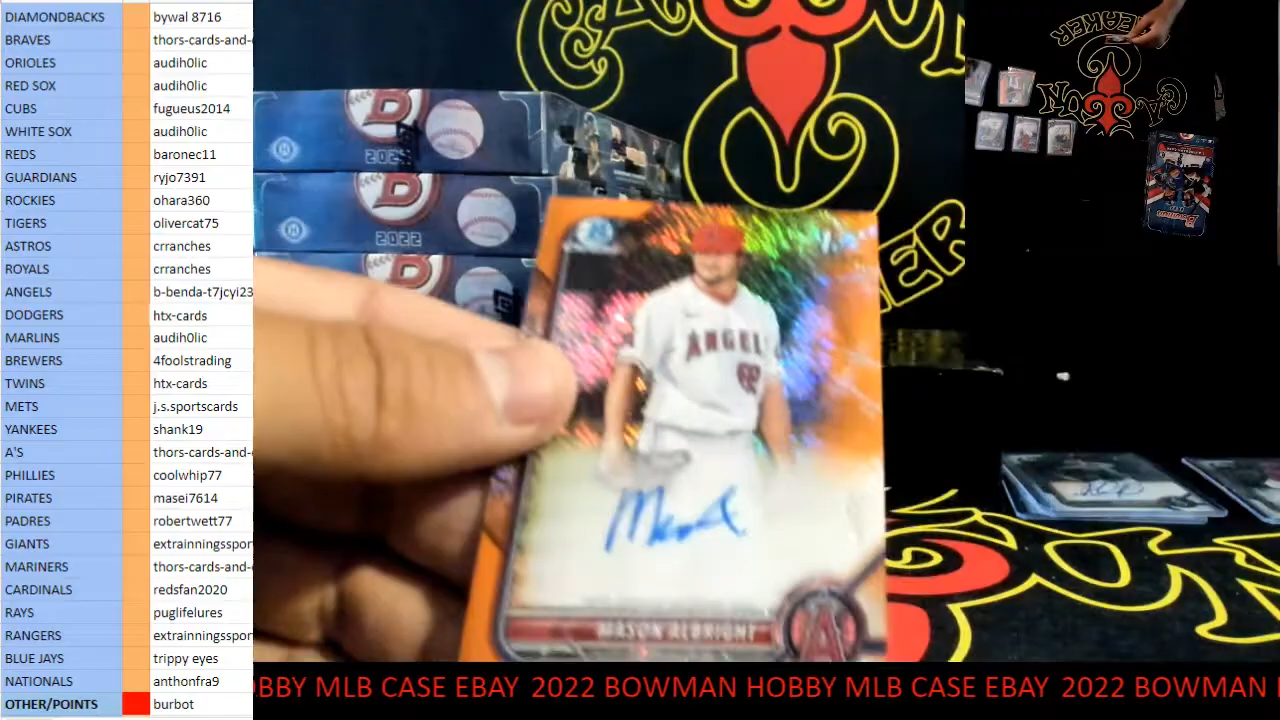 DIAMONDBACKS bywal 8716
BRAVES thors-cards-and-
ORIOLES audih0lic
RED SOX audih0lic
CUBS fugueus2014
WHITE SOX audih0lic
REDS baronec11
GUARDIANS ryjo7391
ROCKIES ohara360
TIGERS olivercat75
ASTROS crranches
ROYALS crranches
ANGELS b-benda-t7jcyi23
DODGERS htx-cards
MARLINS audih0lic
BREWERS 4foolstrading
TWINS htx-cards
METS j.s.sportscards
YANKEES shank19
A'S thors-cards-and-
PHILLIES coolwhip77
PIRATES masei7614
PADRES robertwett77
GIANTS extrainningsspor
MARINERS thors-cards-and-
CARDINALS redsfan2020
RAYS puglifelures
RANGERS extrainningsspor
BLUE JAYS trippy eyes
NATIONALS anthonfra9
OTHER/POINTS burbot
B
2022
B
2022
ANGELS
MASON ALBRIGHT
A
CAJUN
BREAKER
OBBY MLB CASE EBAY 2022 BOWMAN HOBBY MLB CASE EBAY 2022 BOWMAN